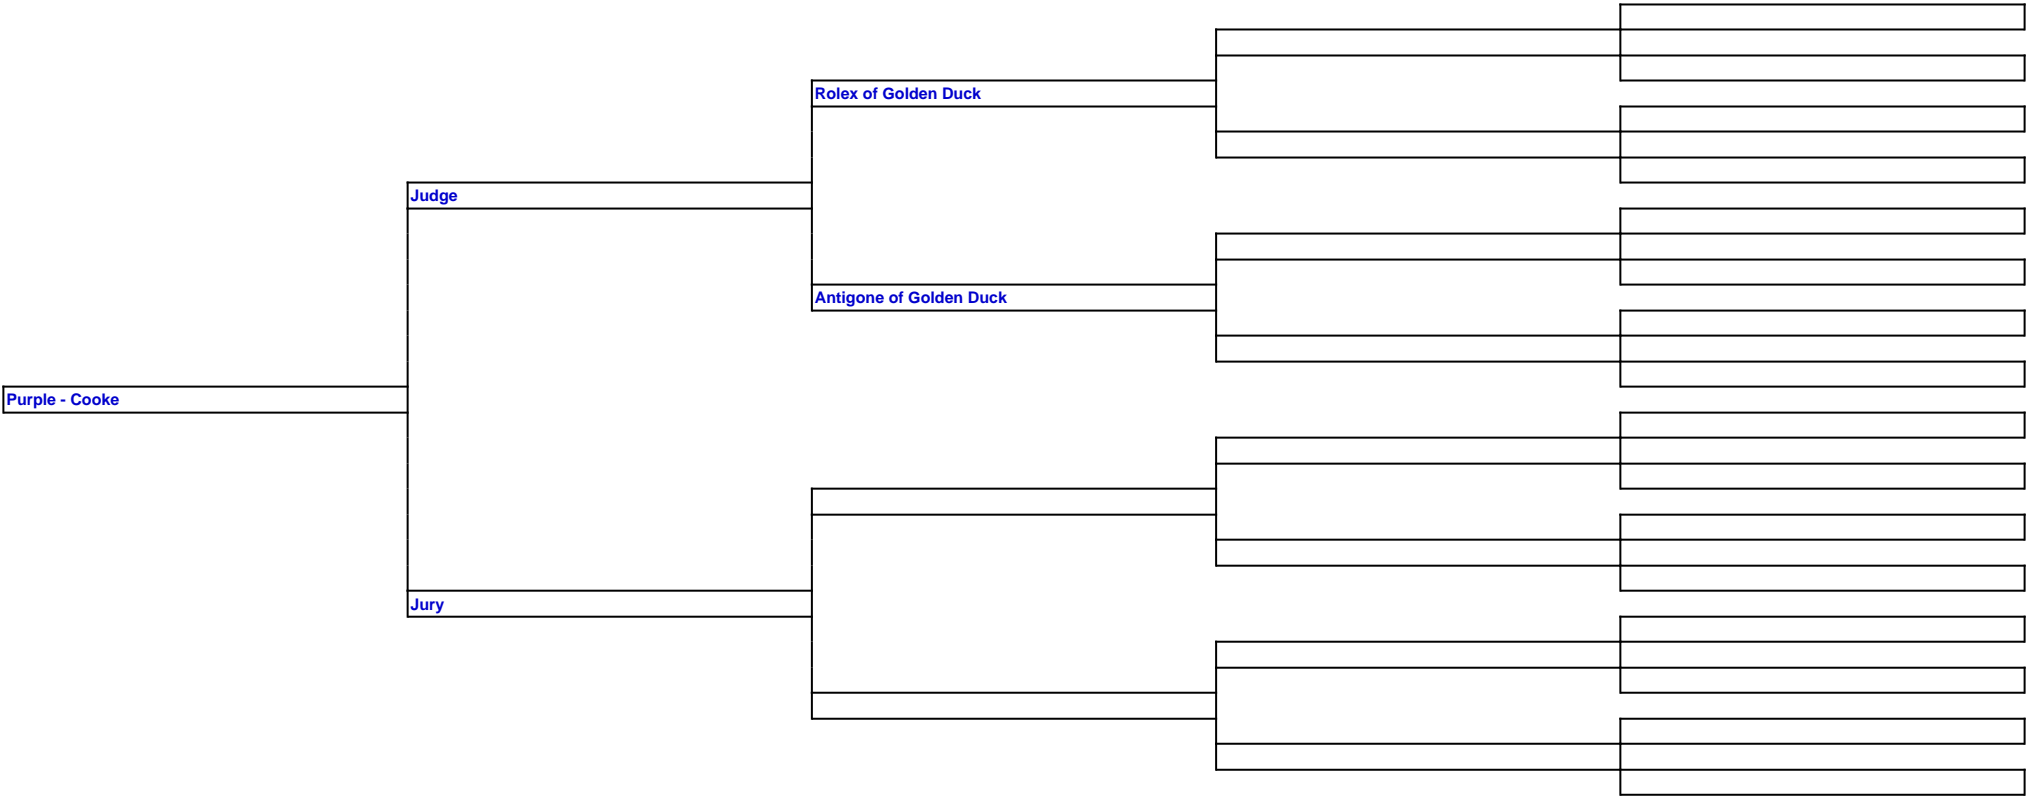 Rolex of Golden Duck
Judge
Antigone of Golden Duck
Purple - Cooke
Jury